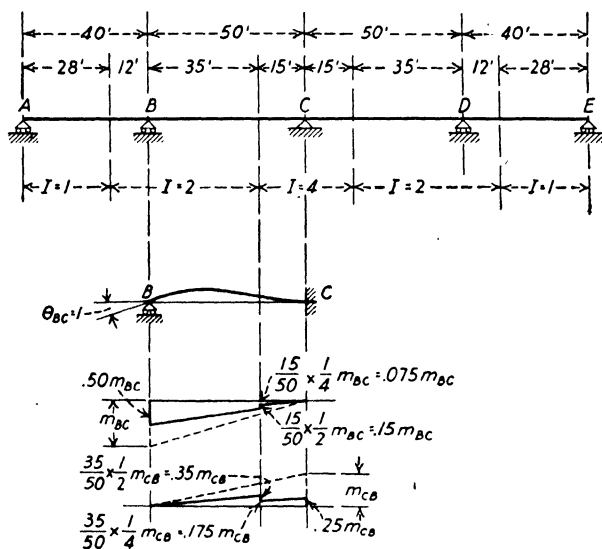 40' 50' 50' 40'
28' 12' 35' 15' 15' 35' 12' 28'
A B C D E
I=1 I=2 I=4 I=2 I=1
B C
θBC=1
.50 mBC
15/50 × 1/4 mBC = .075 mBC
mBC
15/50 × 1/2 mBC = .15 mBC
35/50 × 1/2 mCB = .35 mCB
mCB
35/50 × 1/4 mCB = .175 mCB
.25 mCB